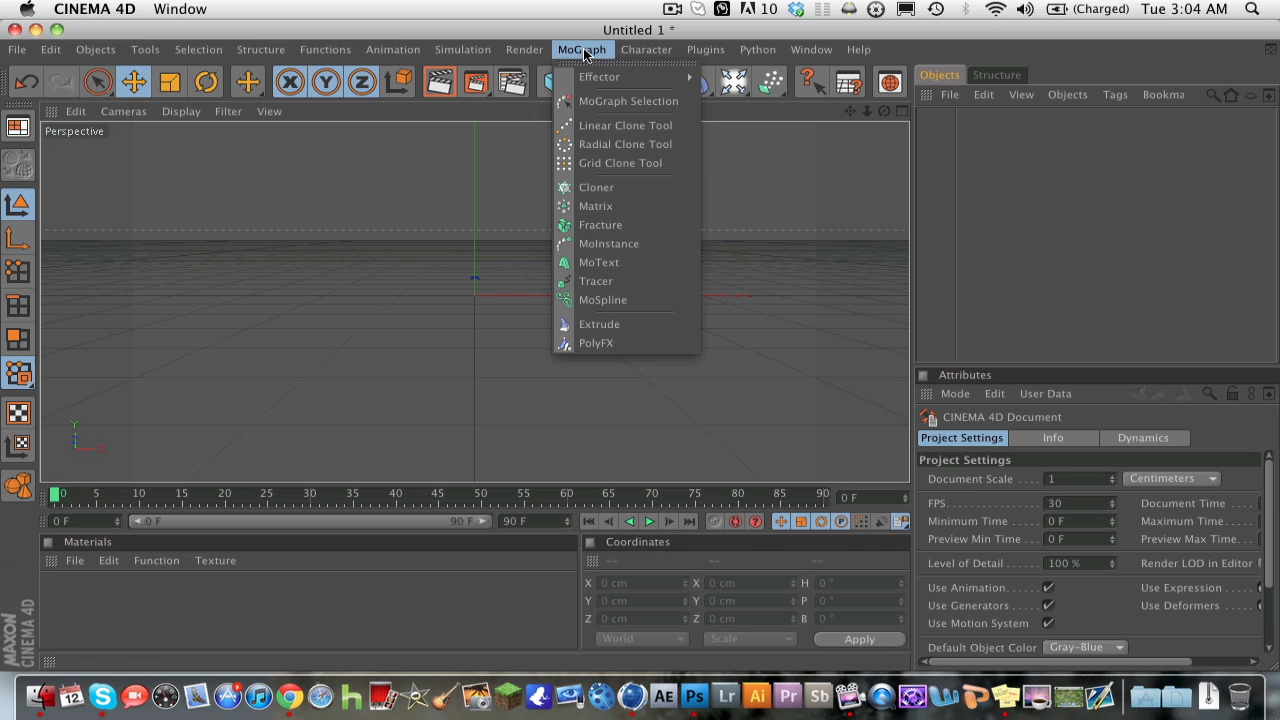 CINEMA 4D Window
A 10 (Charged) Tue 3:04 AM
Untitled 1 *
File Edit Objects Tools Selection Structure Functions Animation Simulation Render MoGraph Character Plugins Python Window Help
X Y Z
Objects Structure
File Edit View Objects Tags Bookma
Edit Cameras Display Filter View
Perspective
Effector
MoGraph Selection
Linear Clone Tool
Radial Clone Tool
Grid Clone Tool
Cloner
Matrix
Fracture
MoInstance
MoText
Tracer
MoSpline
Extrude
PolyFX
Y
X
Attributes
Mode Edit User Data
CINEMA 4D Document
Project Settings Info Dynamics
Project Settings
Document Scale .... 1 Centimeters
FPS 30 Document Time
Minimum Time 0 F Maximum Time...
Preview Min Time 0 F Preview Max Time...
Level of Detail 100 % Render LOD in Editor
Use Animation Use Expression
Use Generators Use Deformers
Use Motion System
Default Object Color Gray-Blue
0 5 10 15 20 25 30 35 40 45 50 55 60 65 70 75 80 85 90 0 F
0 F 0 F 90 F 90 F
Materials
File Edit Function Texture
Coordinates
-- -- --
X 0 cm X 0 cm H 0 °
Y 0 cm Y 0 cm P 0 °
Z 0 cm Z 0 cm B 0 °
World Scale Apply
MAXON
CINEMA 4D
12 h AE Ps Lr Ai Pr Sb